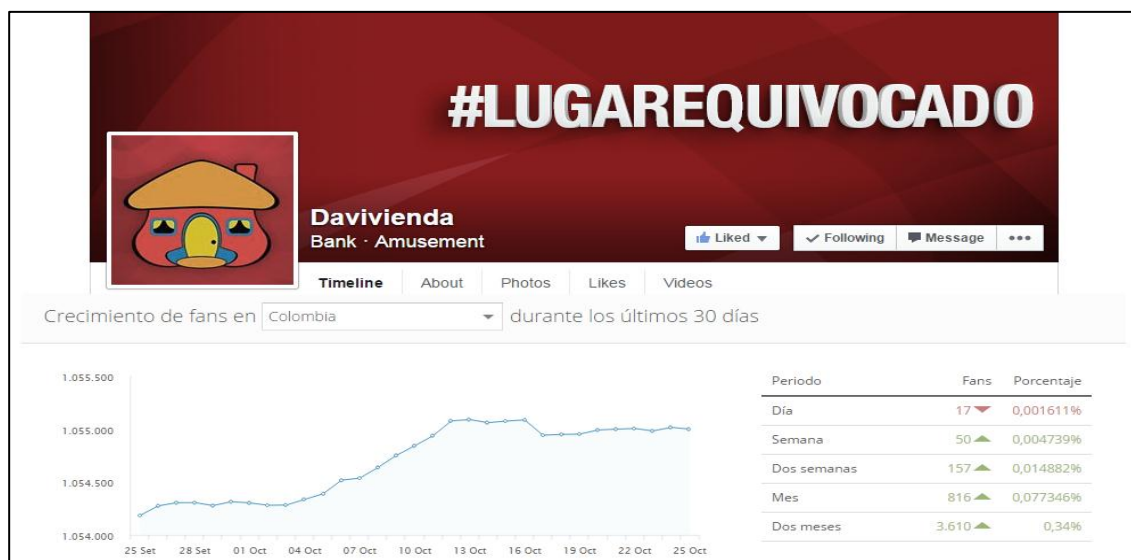 #LUGAREQUIVOCADO
Davivienda
Bank · Amusement
Liked
Following
Message
Timeline About Photos Likes Videos
Crecimiento de fans en Colombia durante los últimos 30 días
1.055.500
1.055.000
1.054.500
1.054.000
25 Set 28 Set 01 Oct 04 Oct 07 Oct 10 Oct 13 Oct 16 Oct 19 Oct 22 Oct 25 Oct
Periodo Fans Porcentaje
Día 17 0,001611%
Semana 50 0,004739%
Dos semanas 157 0,014882%
Mes 816 0,077346%
Dos meses 3.610 0,34%